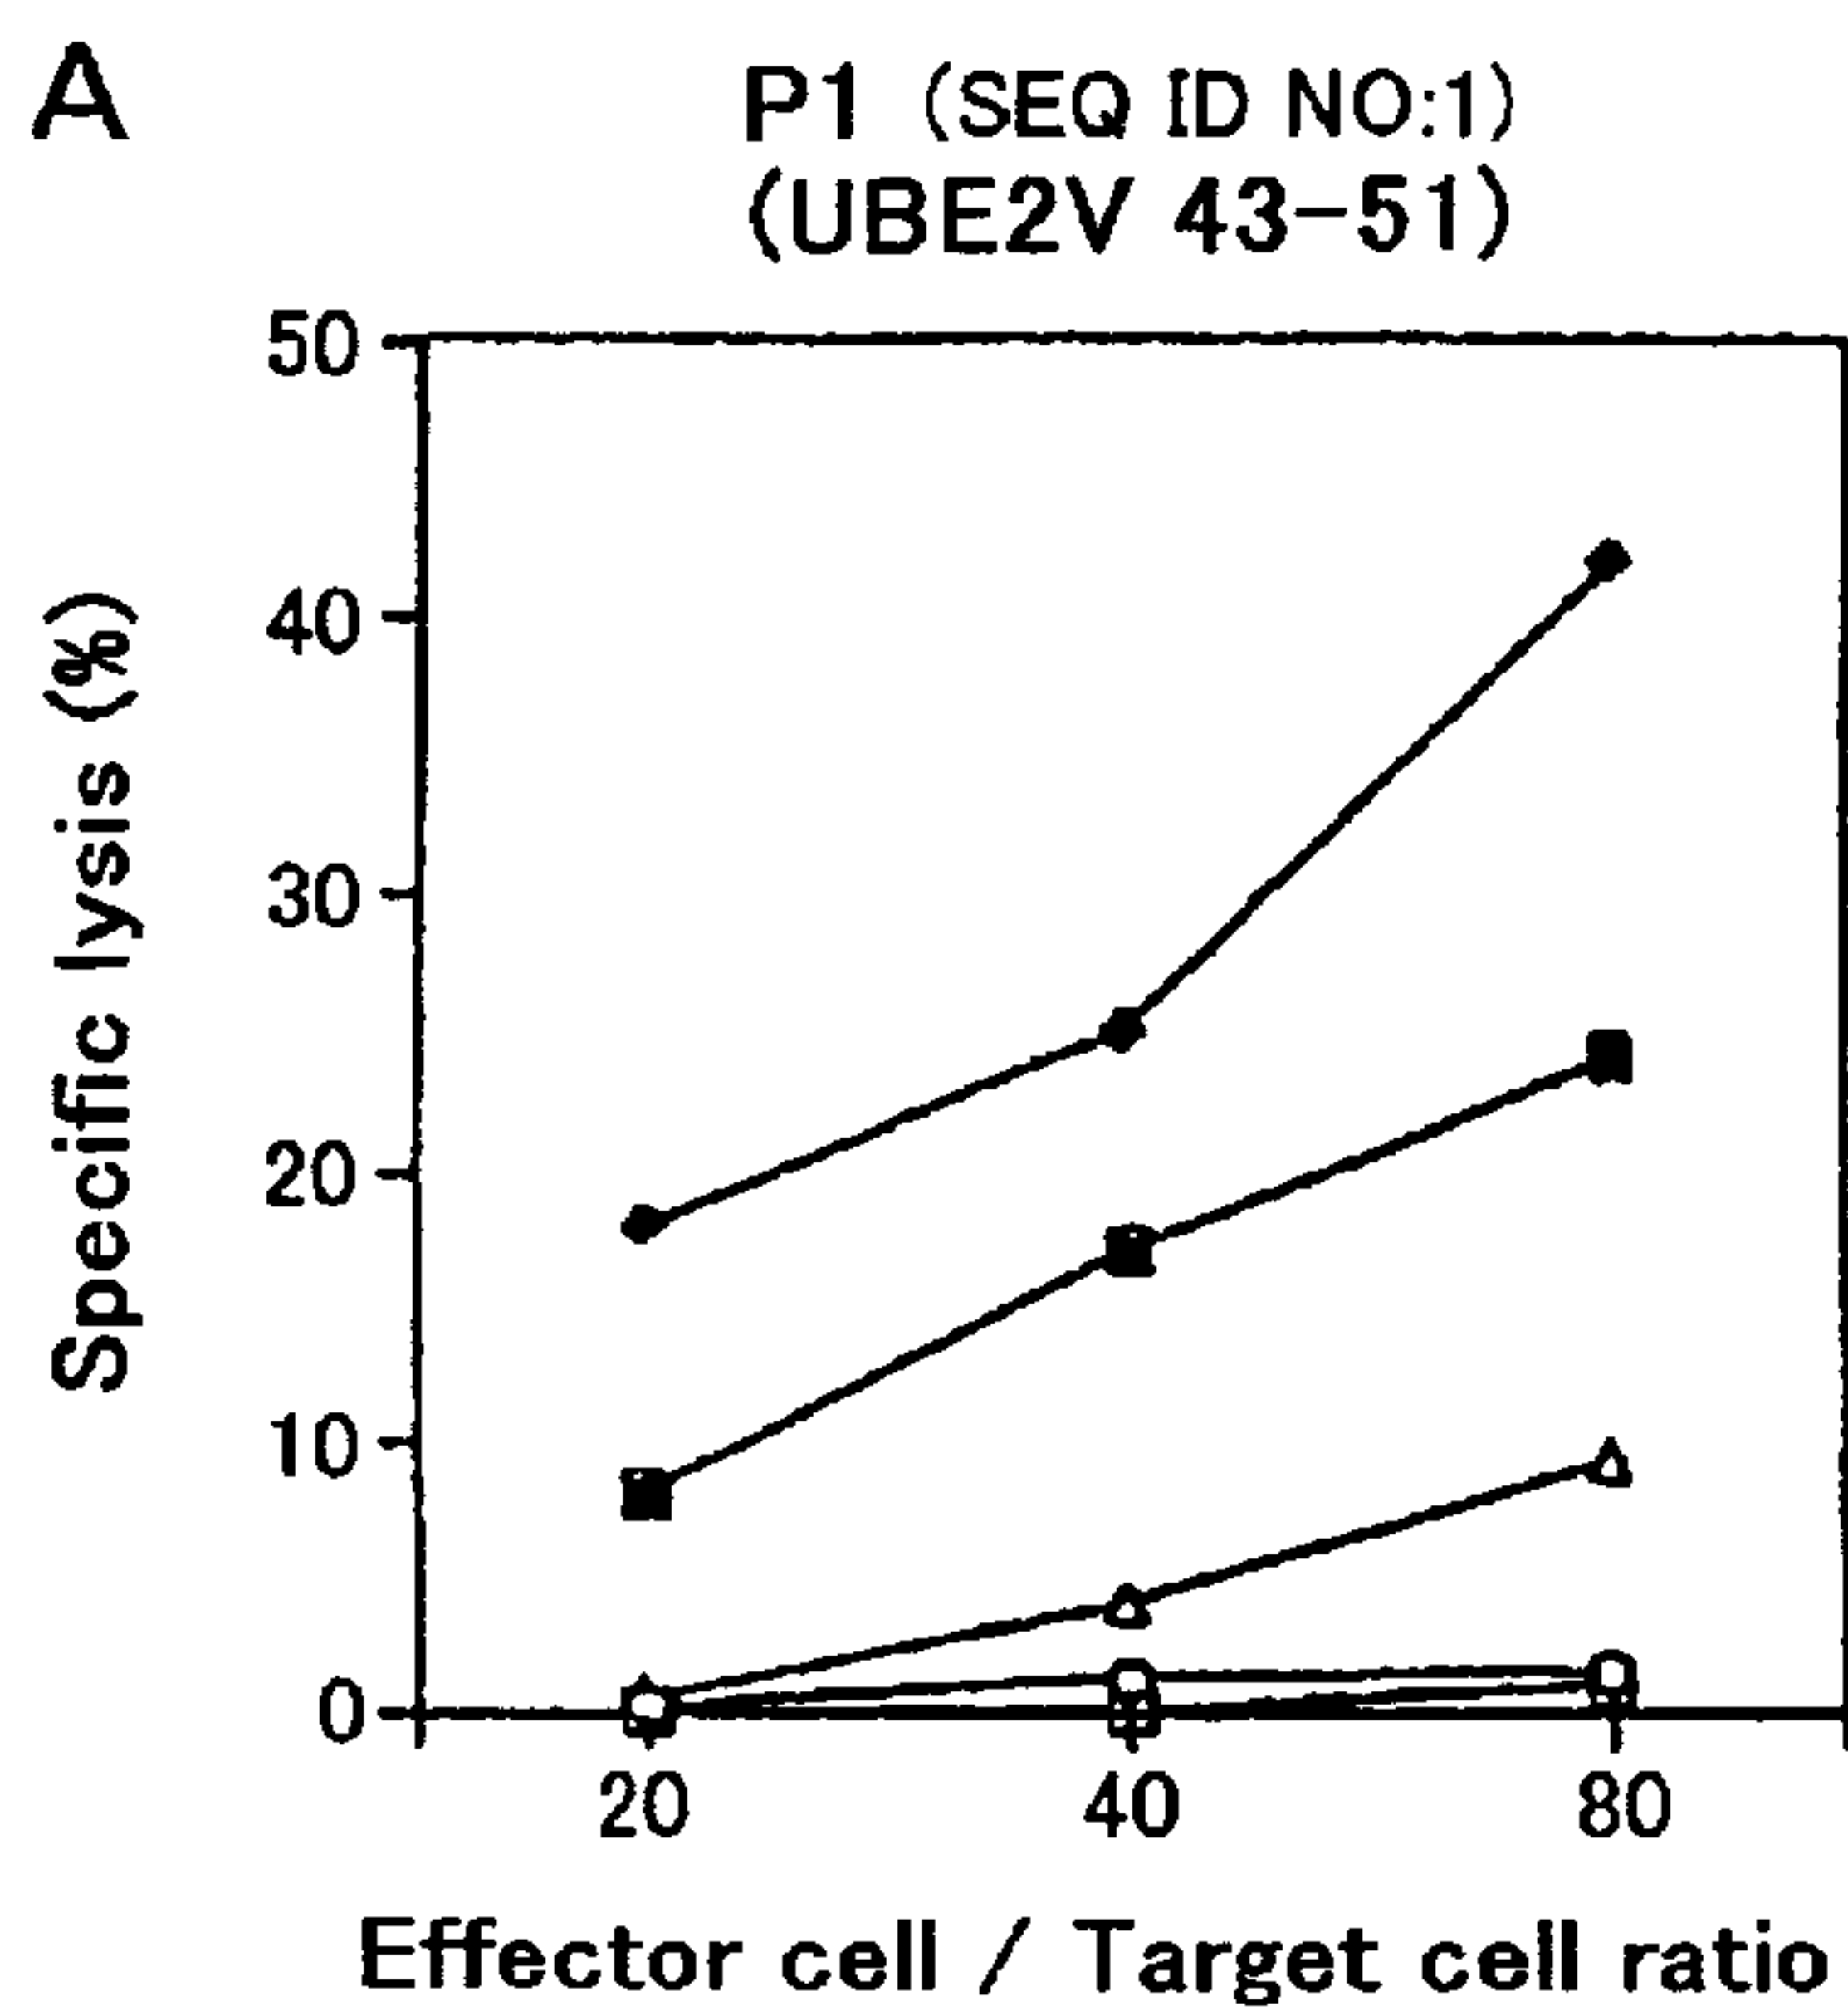 A
P1 (SEQ ID NO:1)
(UBE2V 43-51)
50
40
30
20
10
0
Specific lysis (%)
20 40 80
Effector cell / Target cell ratio